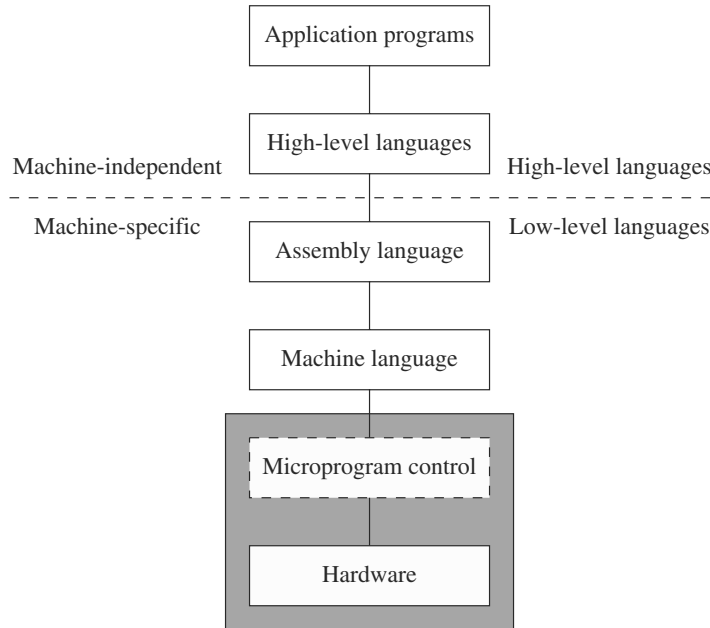 Application programs
High-level languages
Machine-independent
High-level languages
Machine-specific
Low-level languages
Assembly language
Machine language
Microprogram control
Hardware